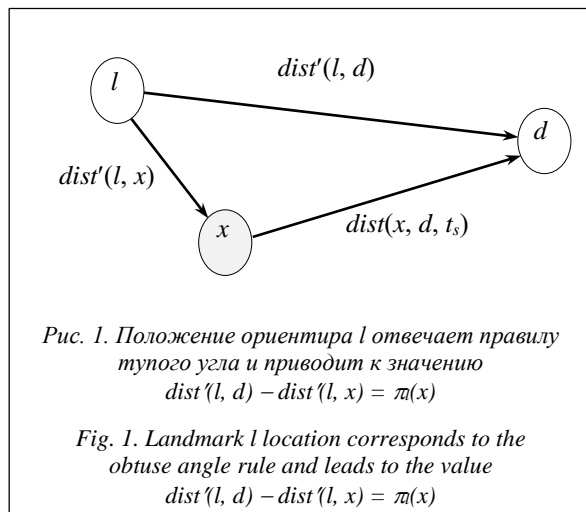 l
dist′(l, d)
d
dist′(l, x)
x
dist(x, d, tₛ)
Рис. 1. Положение ориентира l отвечает правилу
тупого угла и приводит к значению
dist′(l, d) – dist′(l, x) = πl(x)
Fig. 1. Landmark l location corresponds to the
obtuse angle rule and leads to the value
dist′(l, d) – dist′(l, x) = πl(x)